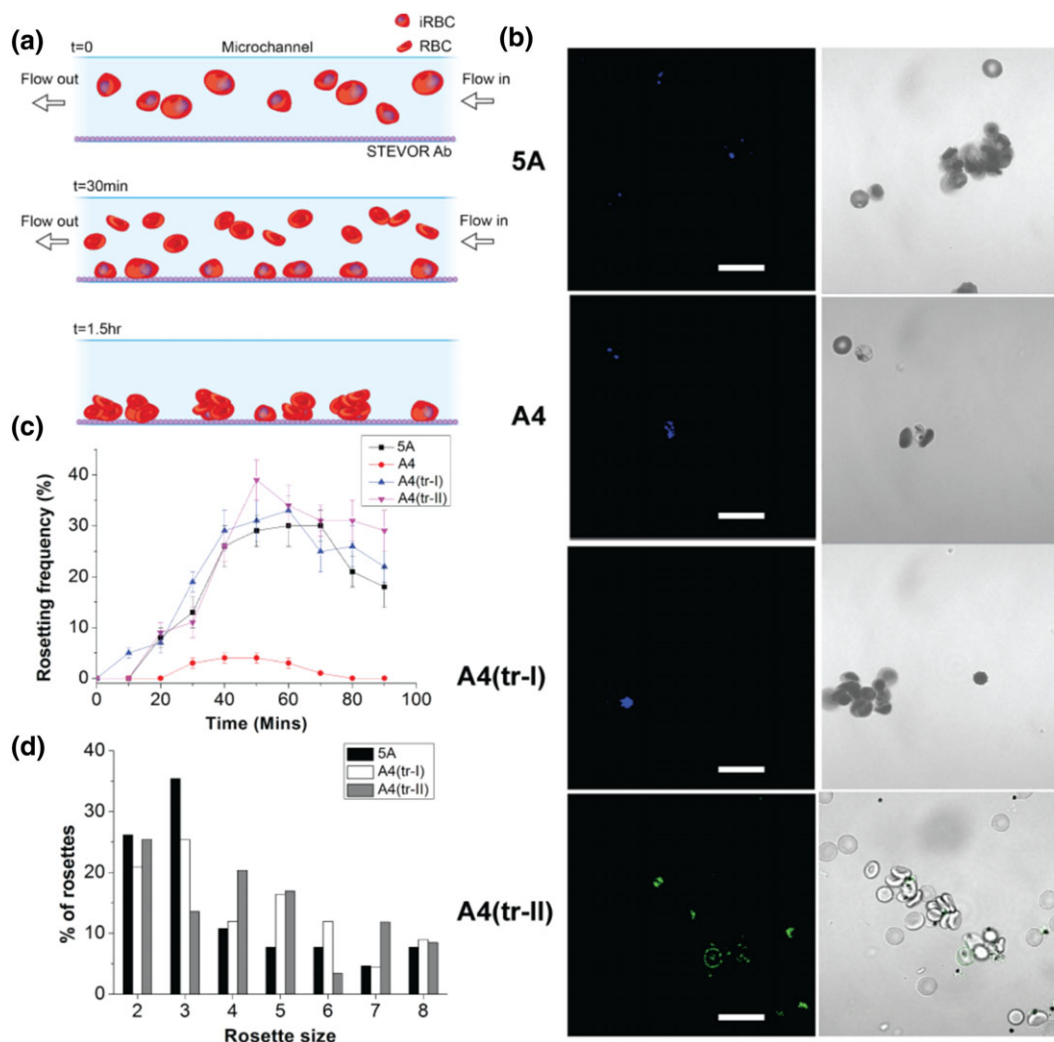 (a)
iRBC
RBC
t=0
Microchannel
Flow out
Flow in
STEVOR Ab
t=30min
Flow out
Flow in
t=1.5hr
(b)
5A
A4
A4(tr-I)
A4(tr-II)
(c)
5A
A4
A4(tr-I)
A4(tr-II)
Rosetting frequency (%)
40
30
20
10
0
0 20 40 60 80 100
Time (Mins)
(d)
5A
A4(tr-I)
A4(tr-II)
% of rosettes
40
30
20
10
0
2 3 4 5 6 7 8
Rosette size